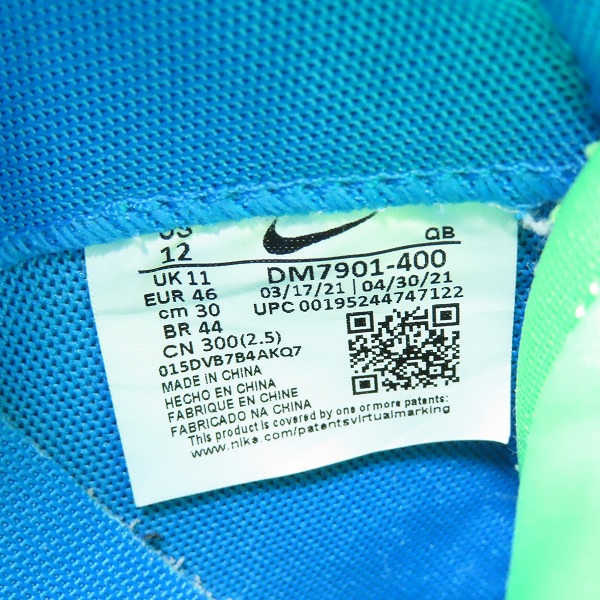 US
12
QB
UK 11
DM7901-400
EUR 46
03/17/21 | 04/30/21
cm 30
UPC 00195244747122
BR 44
CN 300(2.5)
015DVB7B4AKQ7
MADE IN CHINA
HECHO EN CHINA
FABRIQUE EN CHINE
FABRICADO NA CHINA
This product is covered by one or more patents:
www.nike.com/patentsvirtualmarking